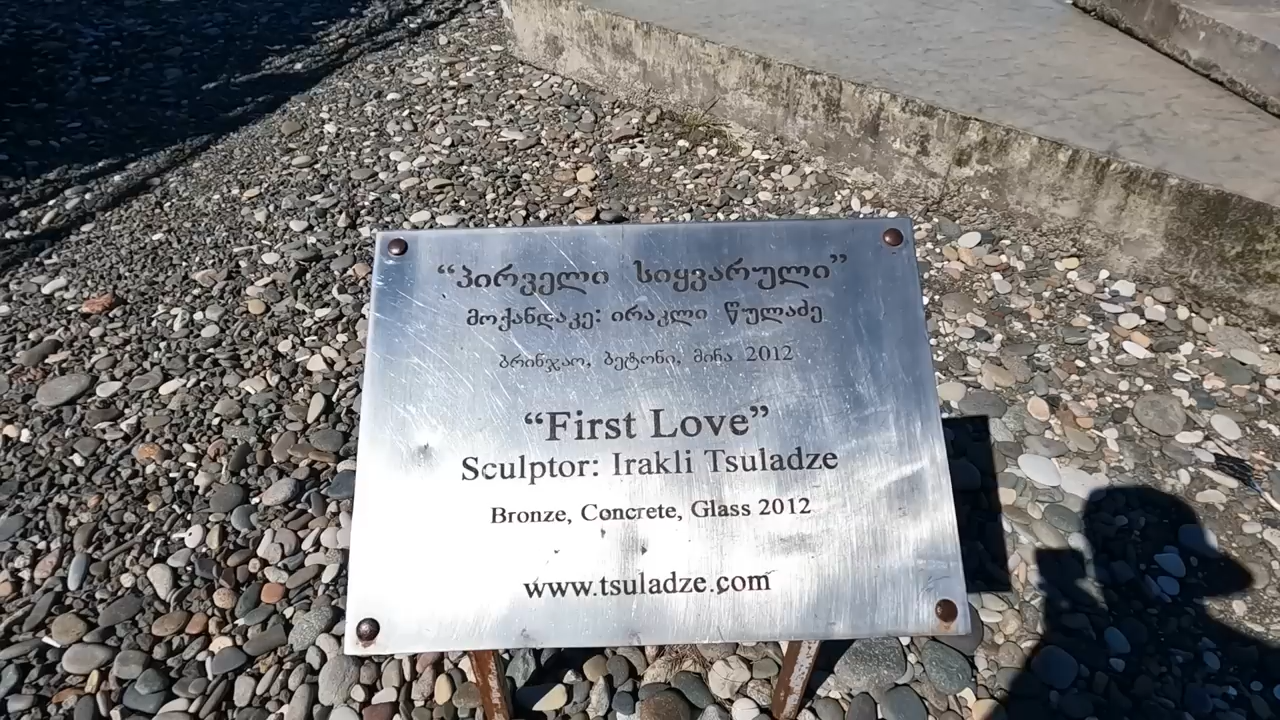 “პირველი სიყვარული”
მოქანდაკე: ირაკლი წულაძე
ბრინჯაო, ბეტონი, მინა 2012
“First Love”
Sculptor: Irakli Tsuladze
Bronze, Concrete, Glass 2012
www.tsuladze.com